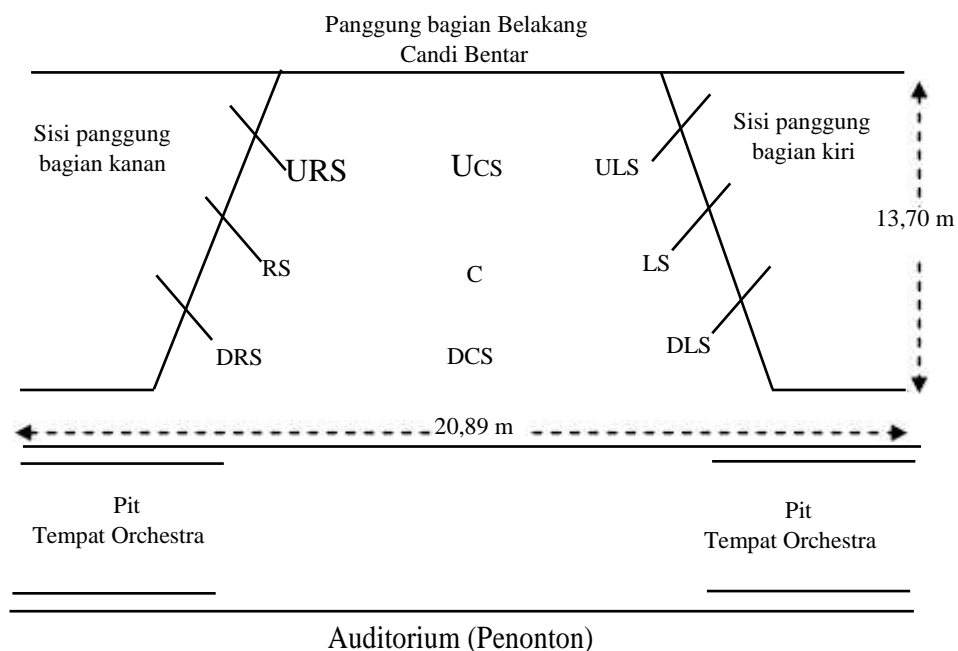 Panggung bagian Belakang
Candi Bentar
Sisi panggung
bagian kanan
Sisi panggung
bagian kiri
URS
UCS
ULS
13,70 m
RS
C
LS
DRS
DCS
DLS
20,89 m
Pit
Tempat Orchestra
Pit
Tempat Orchestra
Auditorium (Penonton)